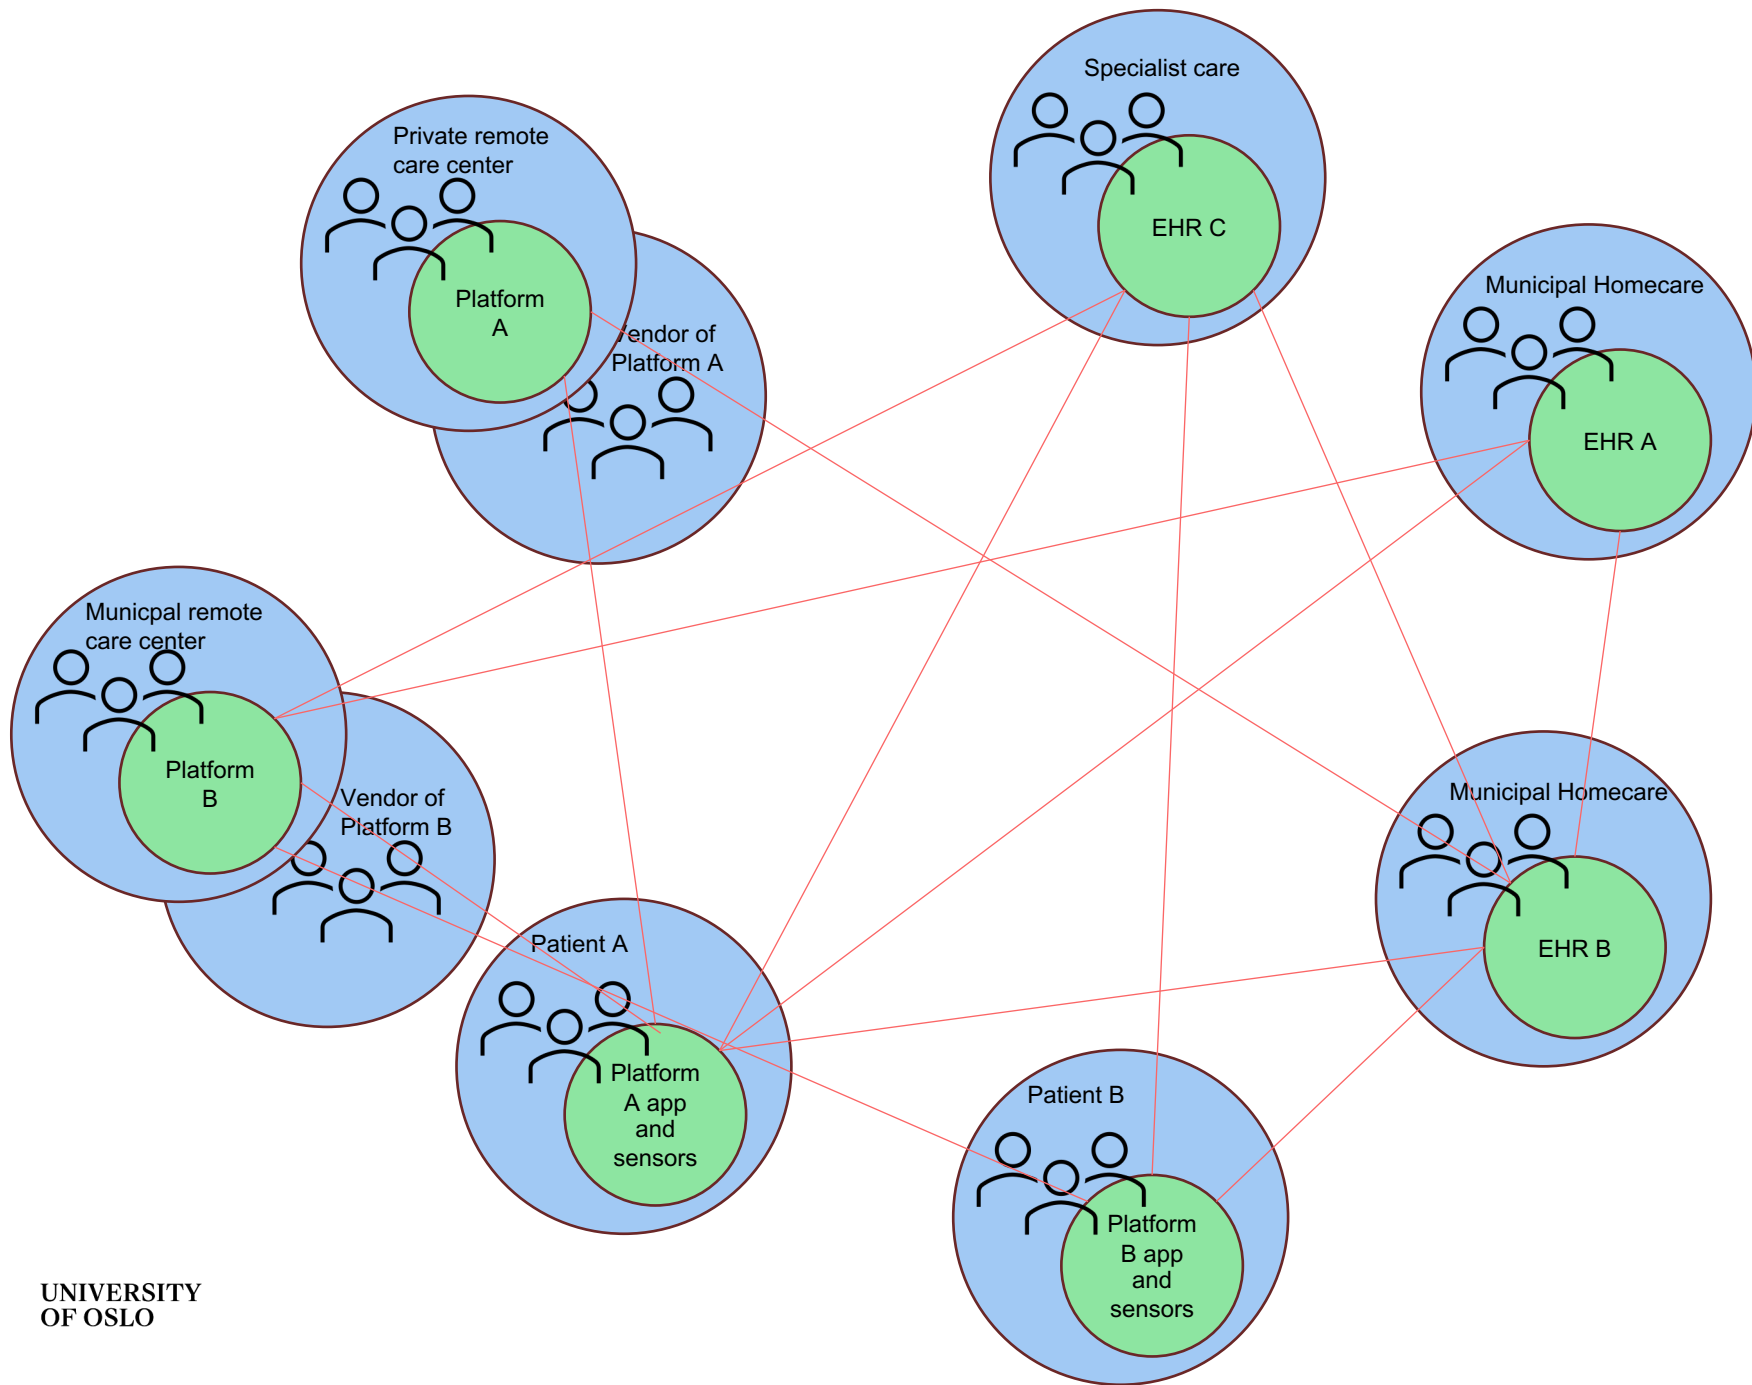 Specialist care
EHR C
Private remote
care center
Platform
A
Vendor of
Platform A
Municipal Homecare
EHR A
Municpal remote
care center
Platform
B
Vendor of
Platform B
Municipal Homecare
EHR B
Patient A
Platform
A app
and
sensors
Patient B
Platform
B app
and
sensors
UNIVERSITY
OF OSLO